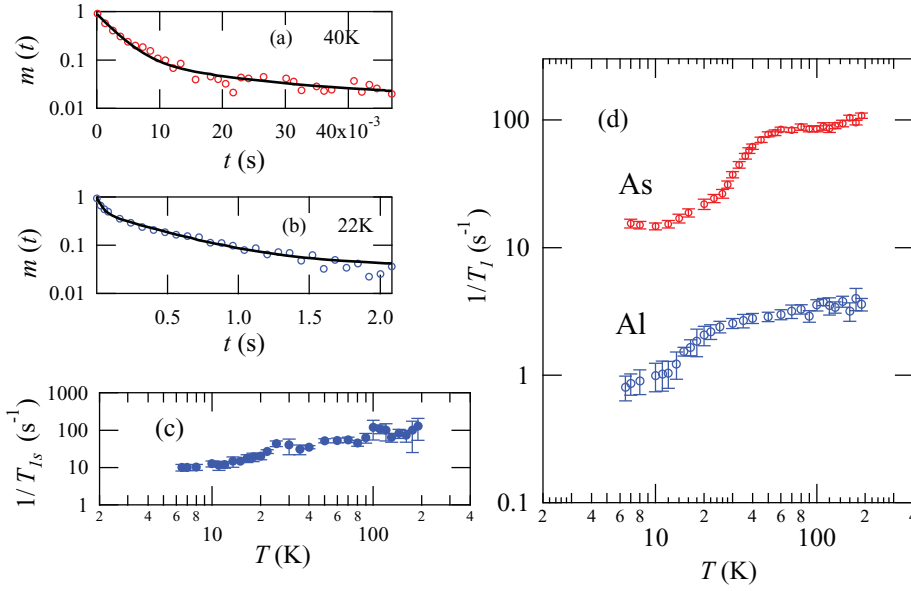 1
0.1
0.01
m (t)
(a)
40K
0
10
20
30
40x10⁻³
t (s)
1
0.1
0.01
m (t)
(b)
22K
0.5
1.0
1.5
2.0
t (s)
1000
100
10
1
1/T₁ₛ (s⁻¹)
(c)
2 4 6 8 10 2 4 6 8 100 2 4
T (K)
100
10
1
0.1
1/T₁ (s⁻¹)
(d)
As
Al
2 4 6 8 10 2 4 6 8 100 2 4
T (K)